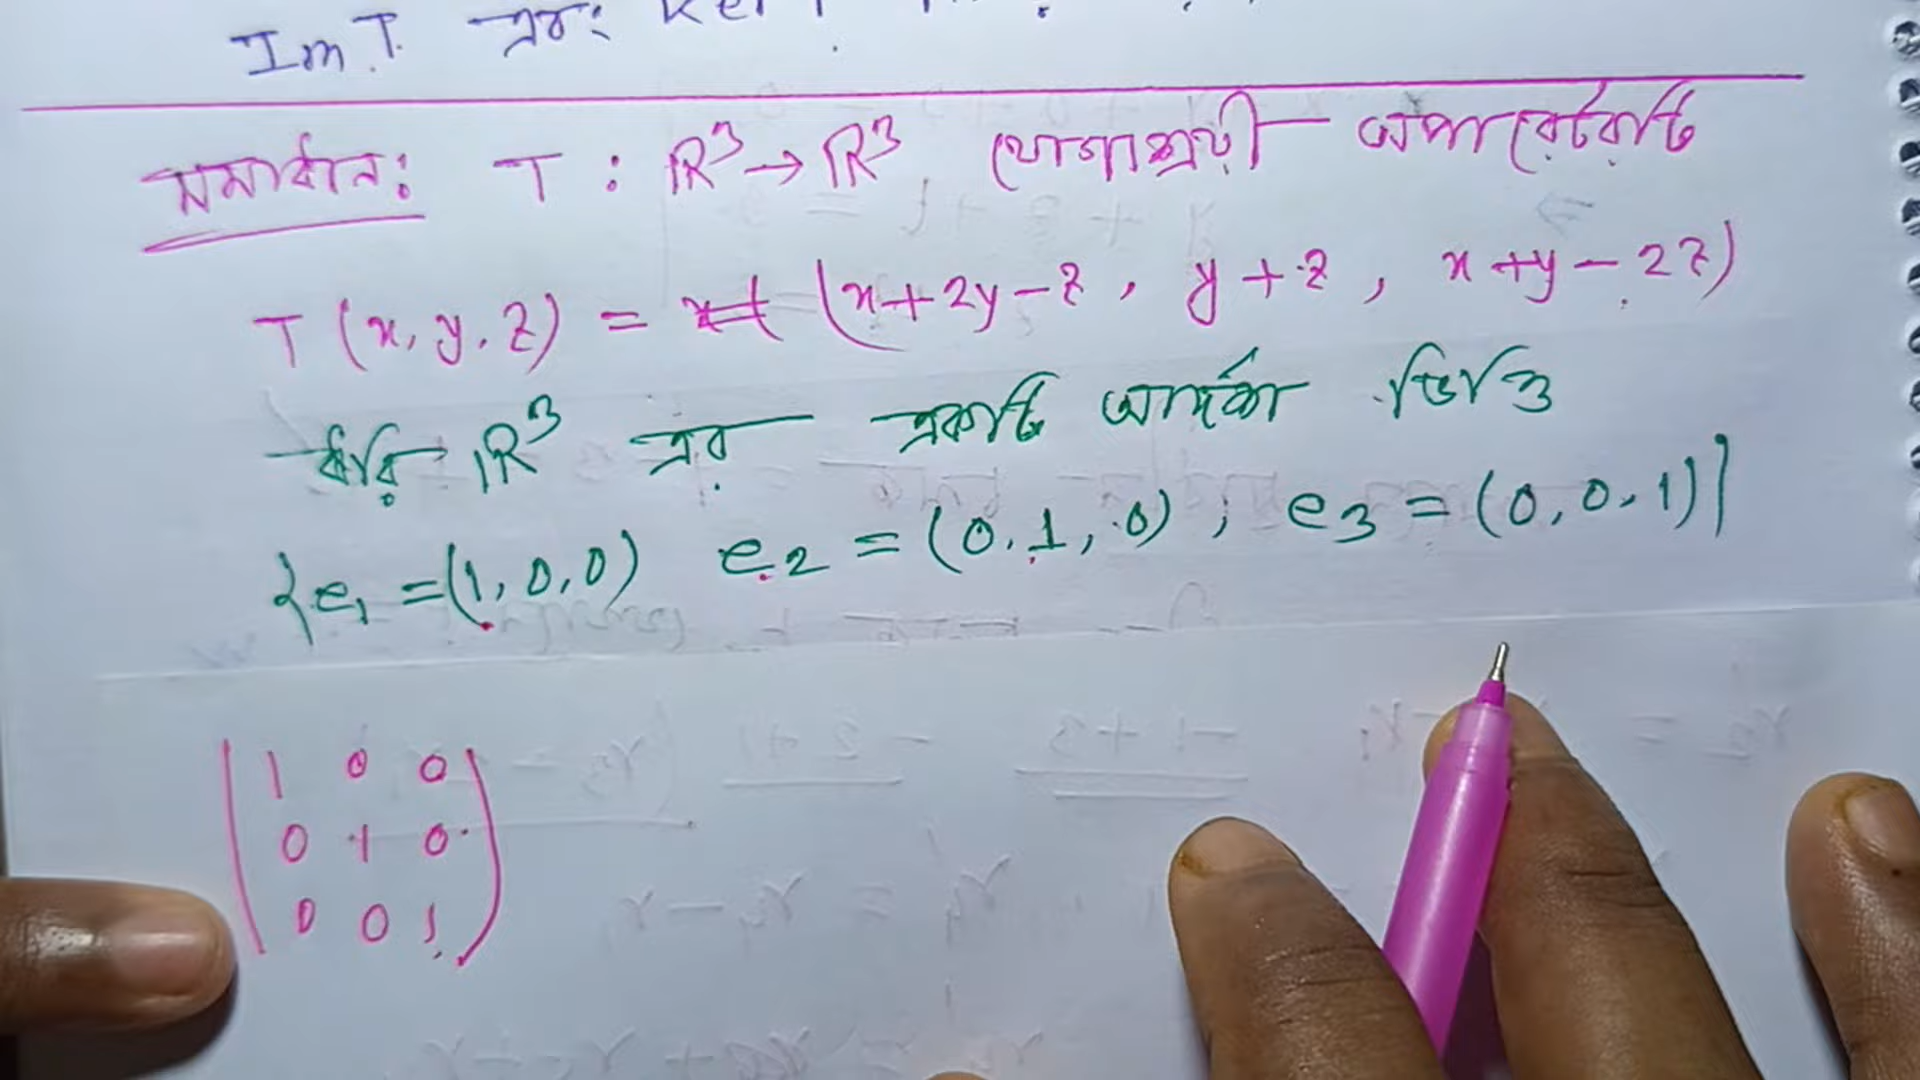 Im T এবং Ker T
সমাধান: T : ℝ³ → ℝ³ যোগাশ্রয়ী অপারেটরটি
T (x, y, z) = (x + 2y - z, y + z, x + y - 2z)
ধরি ℝ³ এর একটি আদর্শ ভিত্তি
{e₁ = (1, 0, 0) e₂ = (0, 1, 0), e₃ = (0, 0, 1)}
1 0 0
0 1 0
0 0 1